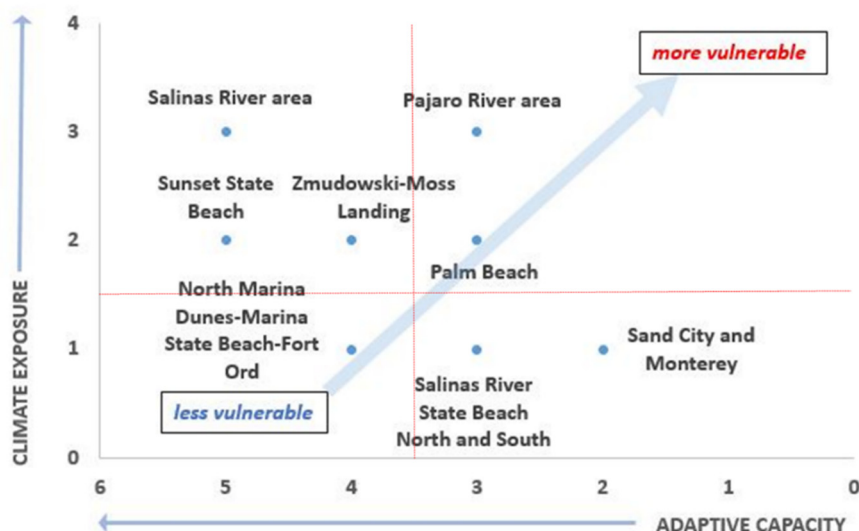 4
more vulnerable
Salinas River area
Pajaro River area
3
Sunset State
Beach
Zmudowski-Moss
Landing
2
Palm Beach
North Marina
Dunes-Marina
State Beach-Fort
Ord
1
Sand City and
Monterey
Salinas River
State Beach
North and South
less vulnerable
0
CLIMATE EXPOSURE
6 5 4 3 2 1 0
ADAPTIVE CAPACITY